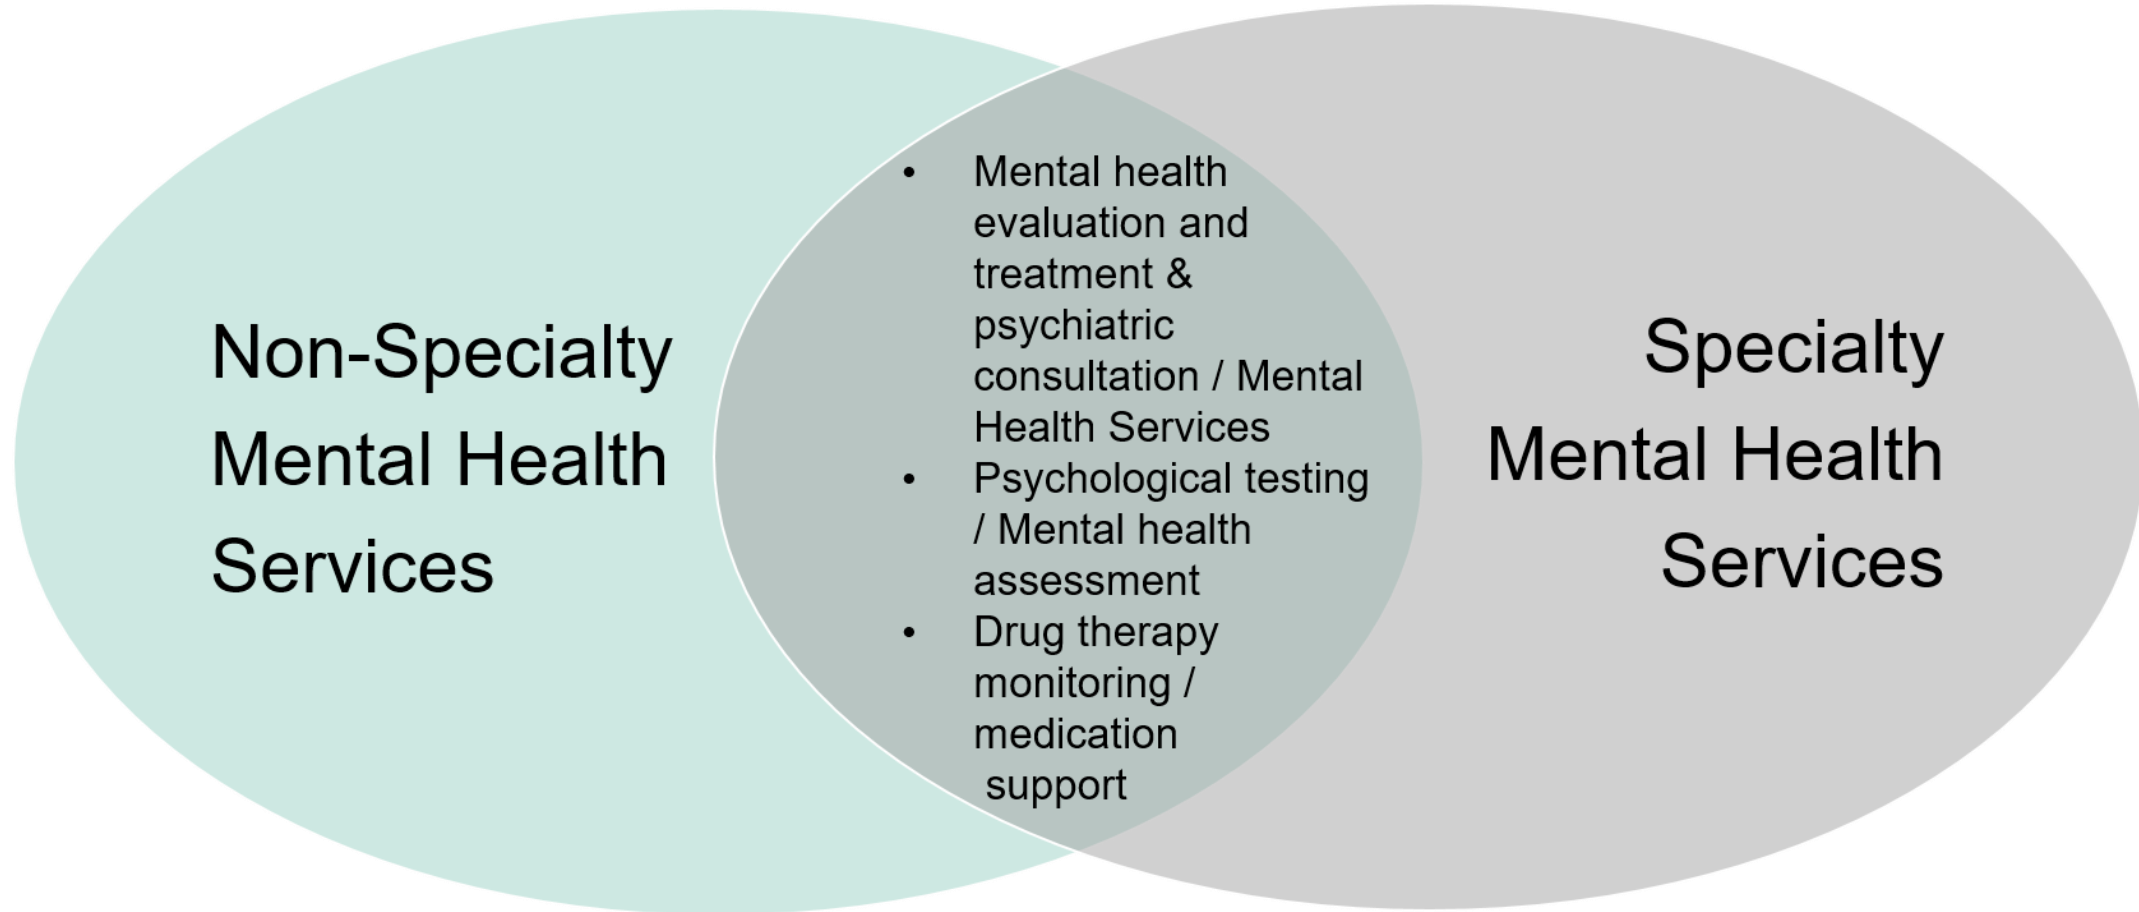 Non-Specialty
Mental Health
Services
• Mental health
evaluation and
treatment &
psychiatric
consultation / Mental
Health Services
• Psychological testing
/ Mental health
assessment
• Drug therapy
monitoring /
medication
support
Specialty
Mental Health
Services